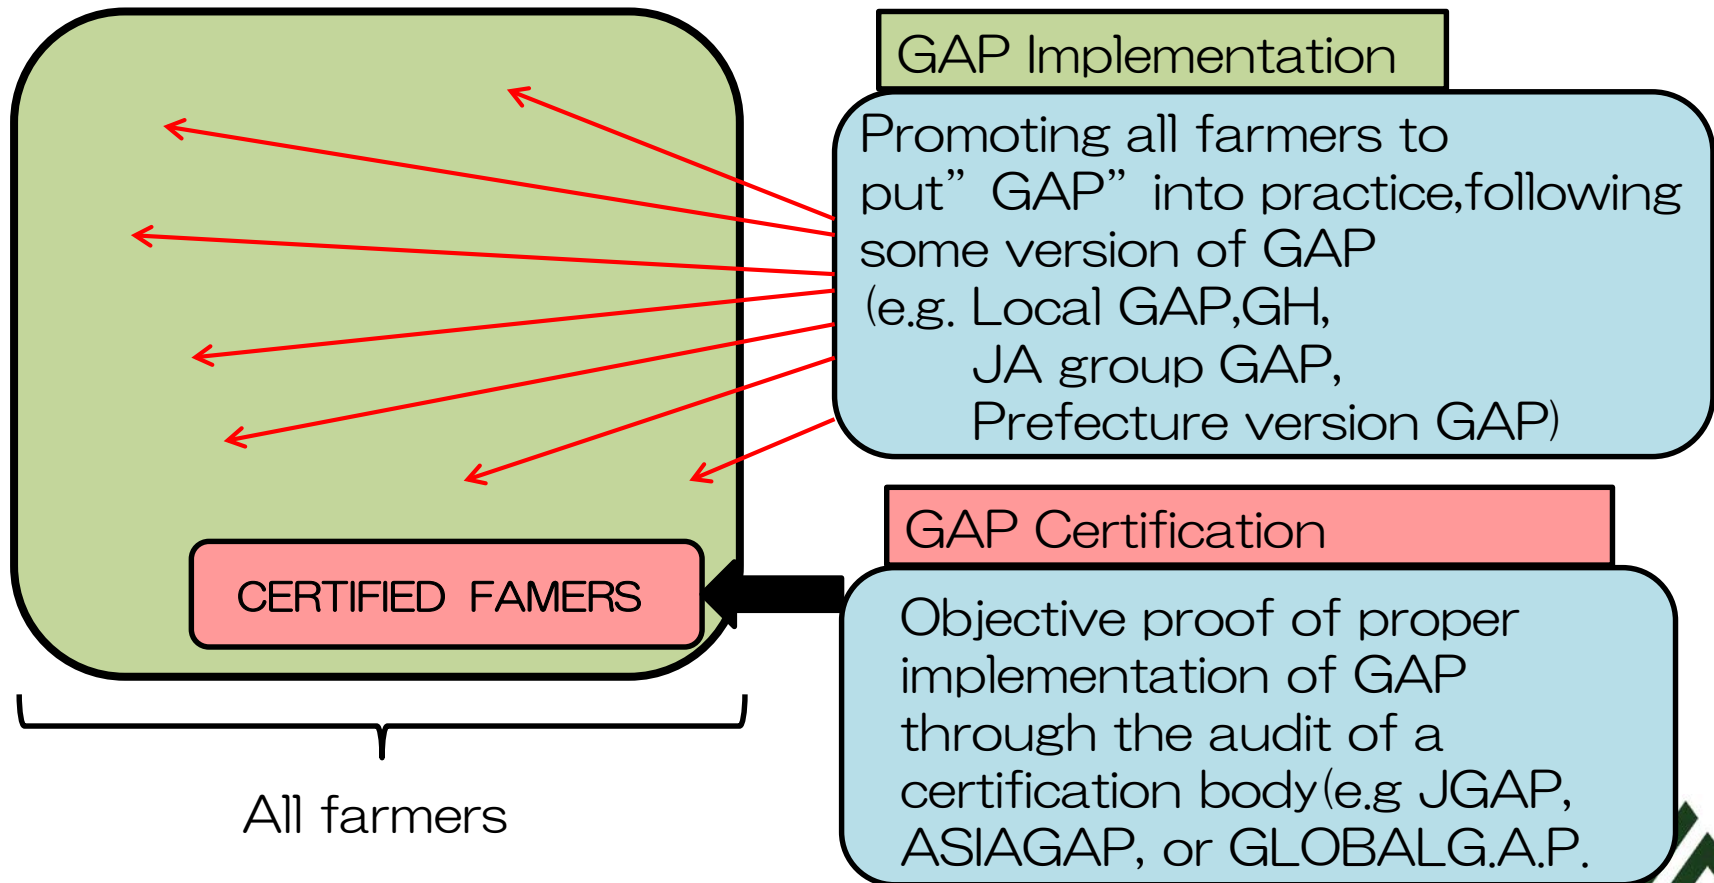 GAP Implementation
Promoting all farmers to
put” GAP” into practice,following
some version of GAP
(e.g. Local GAP,GH,
JA group GAP,
Prefecture version GAP)
GAP Certification
CERTIFIED FAMERS
Objective proof of proper
implementation of GAP
through the audit of a
certification body(e.g JGAP,
ASIAGAP, or GLOBALG.A.P.
All farmers